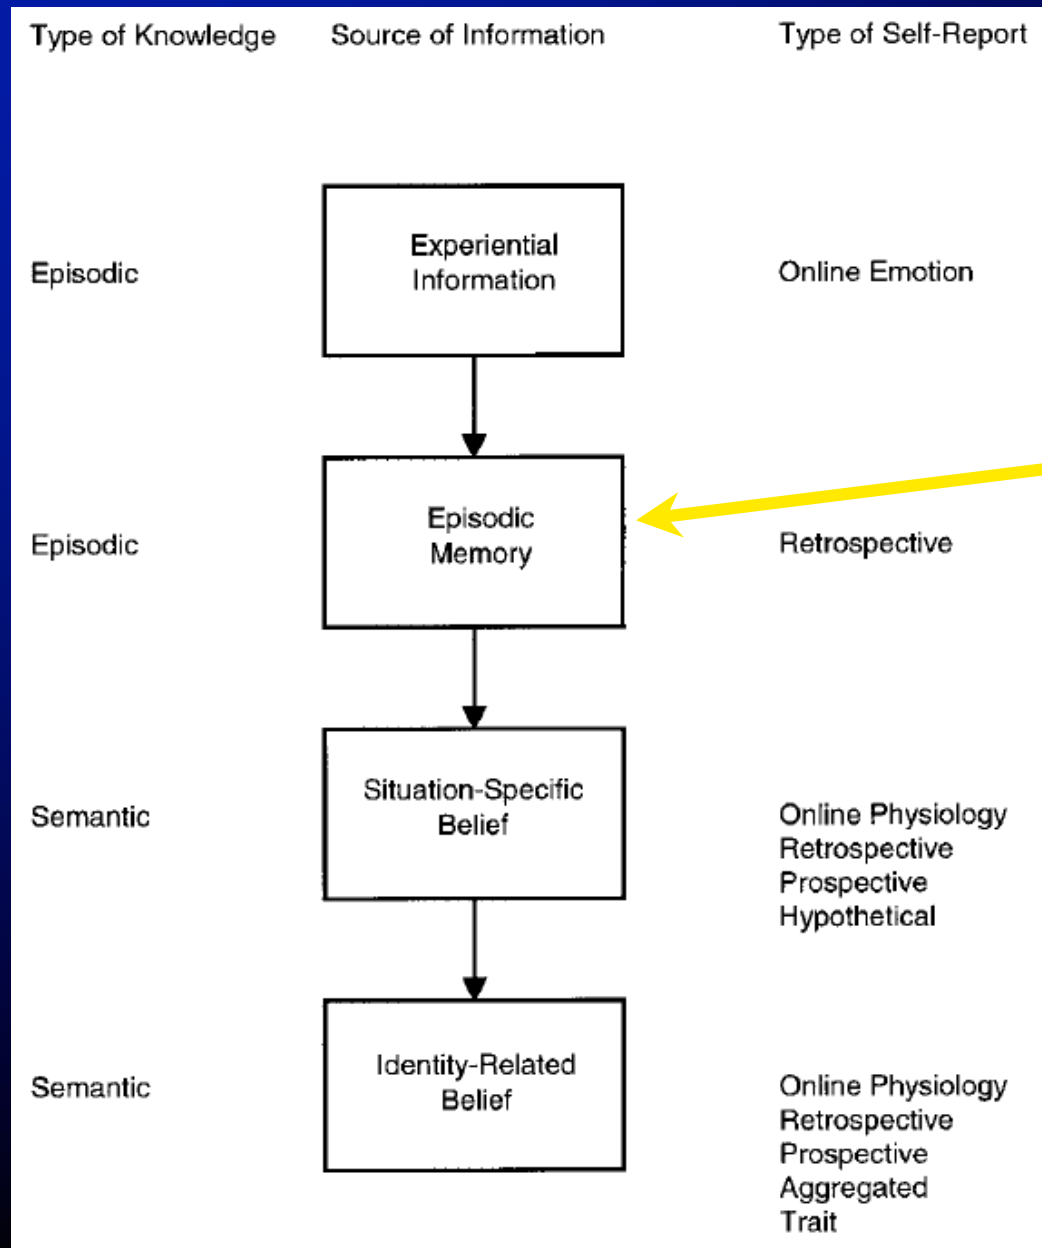 Type of Knowledge Source of Information Type of Self-Report
Experiential
Information
Episodic
Online Emotion
Episodic
Memory
Episodic
Retrospective
Situation-Specific
Belief
Semantic
Online Physiology
Retrospective
Prospective
Hypothetical
Identity-Related
Belief
Semantic
Online Physiology
Retrospective
Prospective
Aggregated
Trait